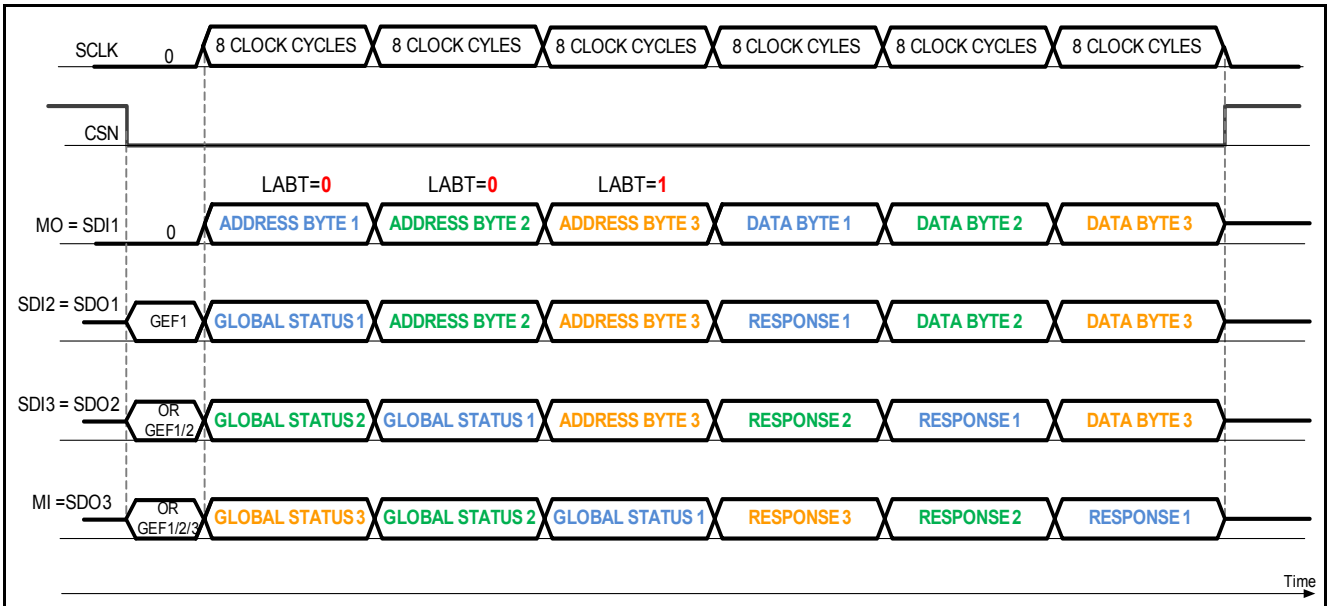 SCLK 0 8 CLOCK CYCLES 8 CLOCK CYLES 8 CLOCK CYCLES 8 CLOCK CYLES 8 CLOCK CYCLES 8 CLOCK CYLES
CSN
LABT=0 LABT=0 LABT=1
MO = SDI1 0 ADDRESS BYTE 1 ADDRESS BYTE 2 ADDRESS BYTE 3 DATA BYTE 1 DATA BYTE 2 DATA BYTE 3
SDI2 = SDO1 GEF1 GLOBAL STATUS 1 ADDRESS BYTE 2 ADDRESS BYTE 3 RESPONSE 1 DATA BYTE 2 DATA BYTE 3
SDI3 = SDO2 OR GEF1/2 GLOBAL STATUS 2 GLOBAL STATUS 1 ADDRESS BYTE 3 RESPONSE 2 RESPONSE 1 DATA BYTE 3
MI =SDO3 OR GEF1/2/3 GLOBAL STATUS 3 GLOBAL STATUS 2 GLOBAL STATUS 1 RESPONSE 3 RESPONSE 2 RESPONSE 1
Time